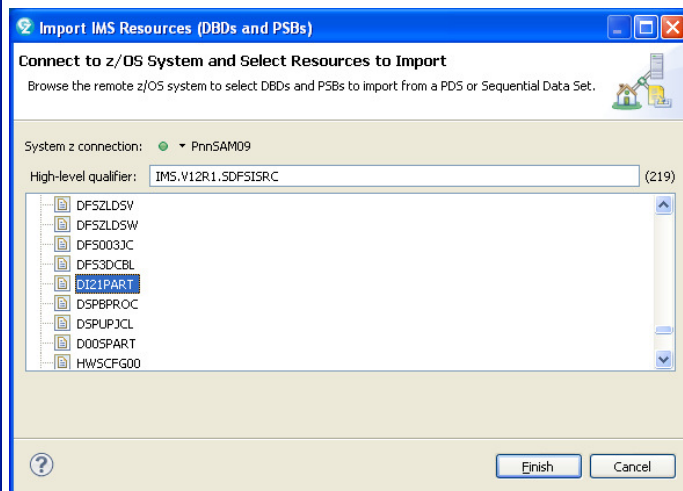 Import IMS Resources (DBDs and PSBs)
Connect to z/OS System and Select Resources to Import
Browse the remote z/OS system to select DBDs and PSBs to import from a PDS or Sequential Data Set.
System z connection: PnnSAM09
High-level qualifier: IMS.V12R1.SDFSISRC (219)
DFSZLDSV
DFSZLDSW
DFS003JC
DFS3DCBL
DI21PART
DSPBPROC
DSPUPJCL
D00SPART
HWSCFG00
Finish Cancel